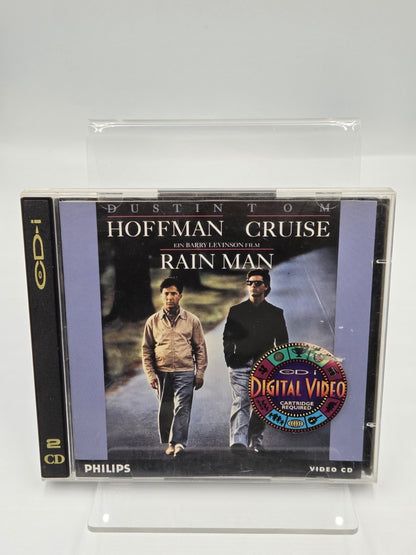 DUSTIN TOM
HOFFMAN CRUISE
EIN BARRY LEVINSON FILM
RAIN MAN
CD-i
CD-i
DIGITAL VIDEO
CARTRIDGE
REQUIRED
2
CD
PHILIPS
VIDEO CD